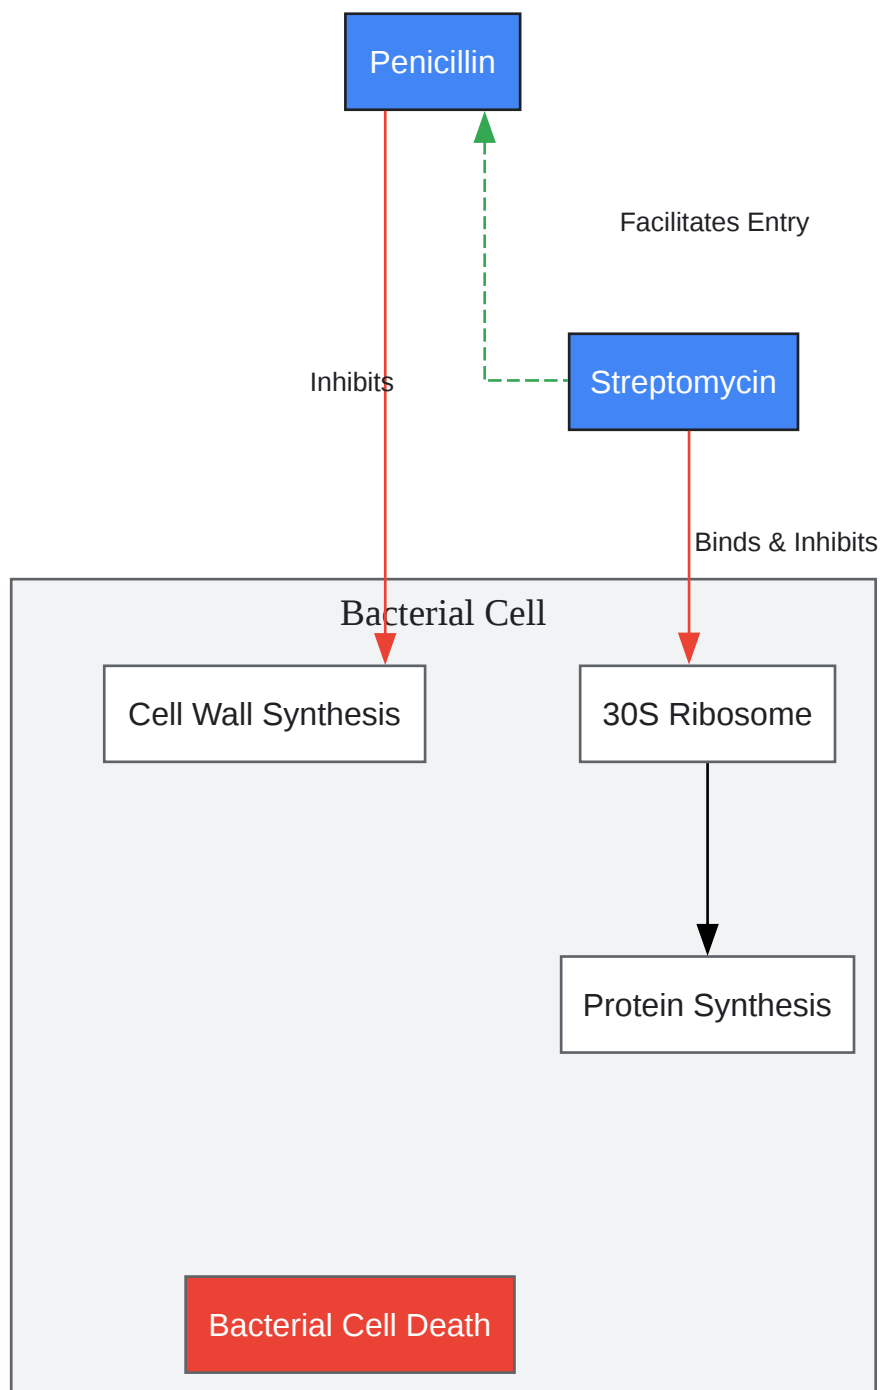 Penicillin
Facilitates Entry
Inhibits
Streptomycin
Binds & Inhibits
Bacterial Cell
Cell Wall Synthesis
30S Ribosome
Protein Synthesis
Bacterial Cell Death